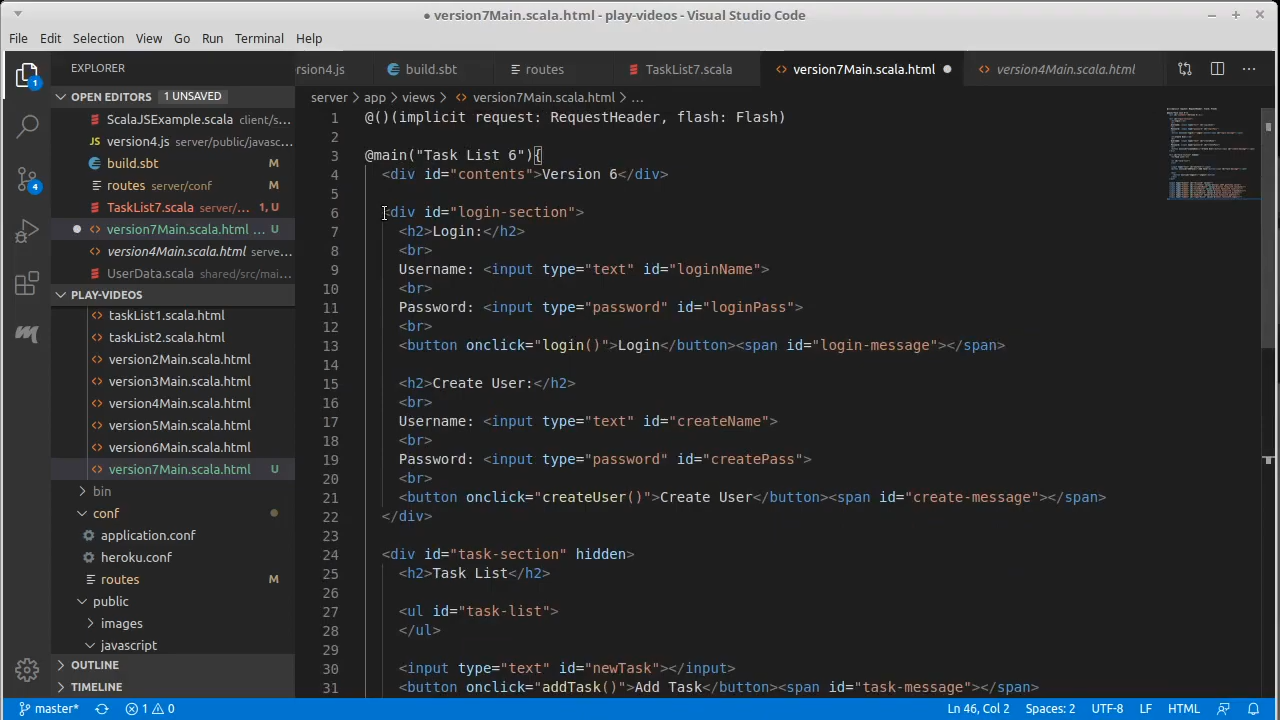 ● version7Main.scala.html - play-videos - Visual Studio Code
File Edit Selection View Go Run Terminal Help
EXPLORER
rsion4.js build.sbt routes TaskList7.scala version7Main.scala.html version4Main.scala.html
OPEN EDITORS 1 UNSAVED
server > app > views > version7Main.scala.html > ...
ScalaJSExample.scala client/s...
version4.js server/public/javasc...
build.sbt M
routes server/conf M
TaskList7.scala server/... 1, U
version7Main.scala.html ... U
version4Main.scala.html serve...
UserData.scala shared/src/mai...
PLAY-VIDEOS
taskList1.scala.html
taskList2.scala.html
version2Main.scala.html
version3Main.scala.html
version4Main.scala.html
version5Main.scala.html
version6Main.scala.html
version7Main.scala.html U
bin
conf
application.conf
heroku.conf
routes M
public
images
javascript
OUTLINE
TIMELINE
1 @()(implicit request: RequestHeader, flash: Flash)
2
3 @main("Task List 6"){
4 <div id="contents">Version 6</div>
5
6 <div id="login-section">
7 <h2>Login:</h2>
8 <br>
9 Username: <input type="text" id="loginName">
10 <br>
11 Password: <input type="password" id="loginPass">
12 <br>
13 <button onclick="login()">Login</button><span id="login-message"></span>
14
15 <h2>Create User:</h2>
16 <br>
17 Username: <input type="text" id="createName">
18 <br>
19 Password: <input type="password" id="createPass">
20 <br>
21 <button onclick="createUser()">Create User</button><span id="create-message"></span>
22 </div>
23
24 <div id="task-section" hidden>
25 <h2>Task List</h2>
26
27 <ul id="task-list">
28 </ul>
29
30 <input type="text" id="newTask"></input>
31 <button onclick="addTask()">Add Task</button><span id="task-message"></span>
1
4
master* 1 0 Ln 46, Col 2 Spaces: 2 UTF-8 LF HTML